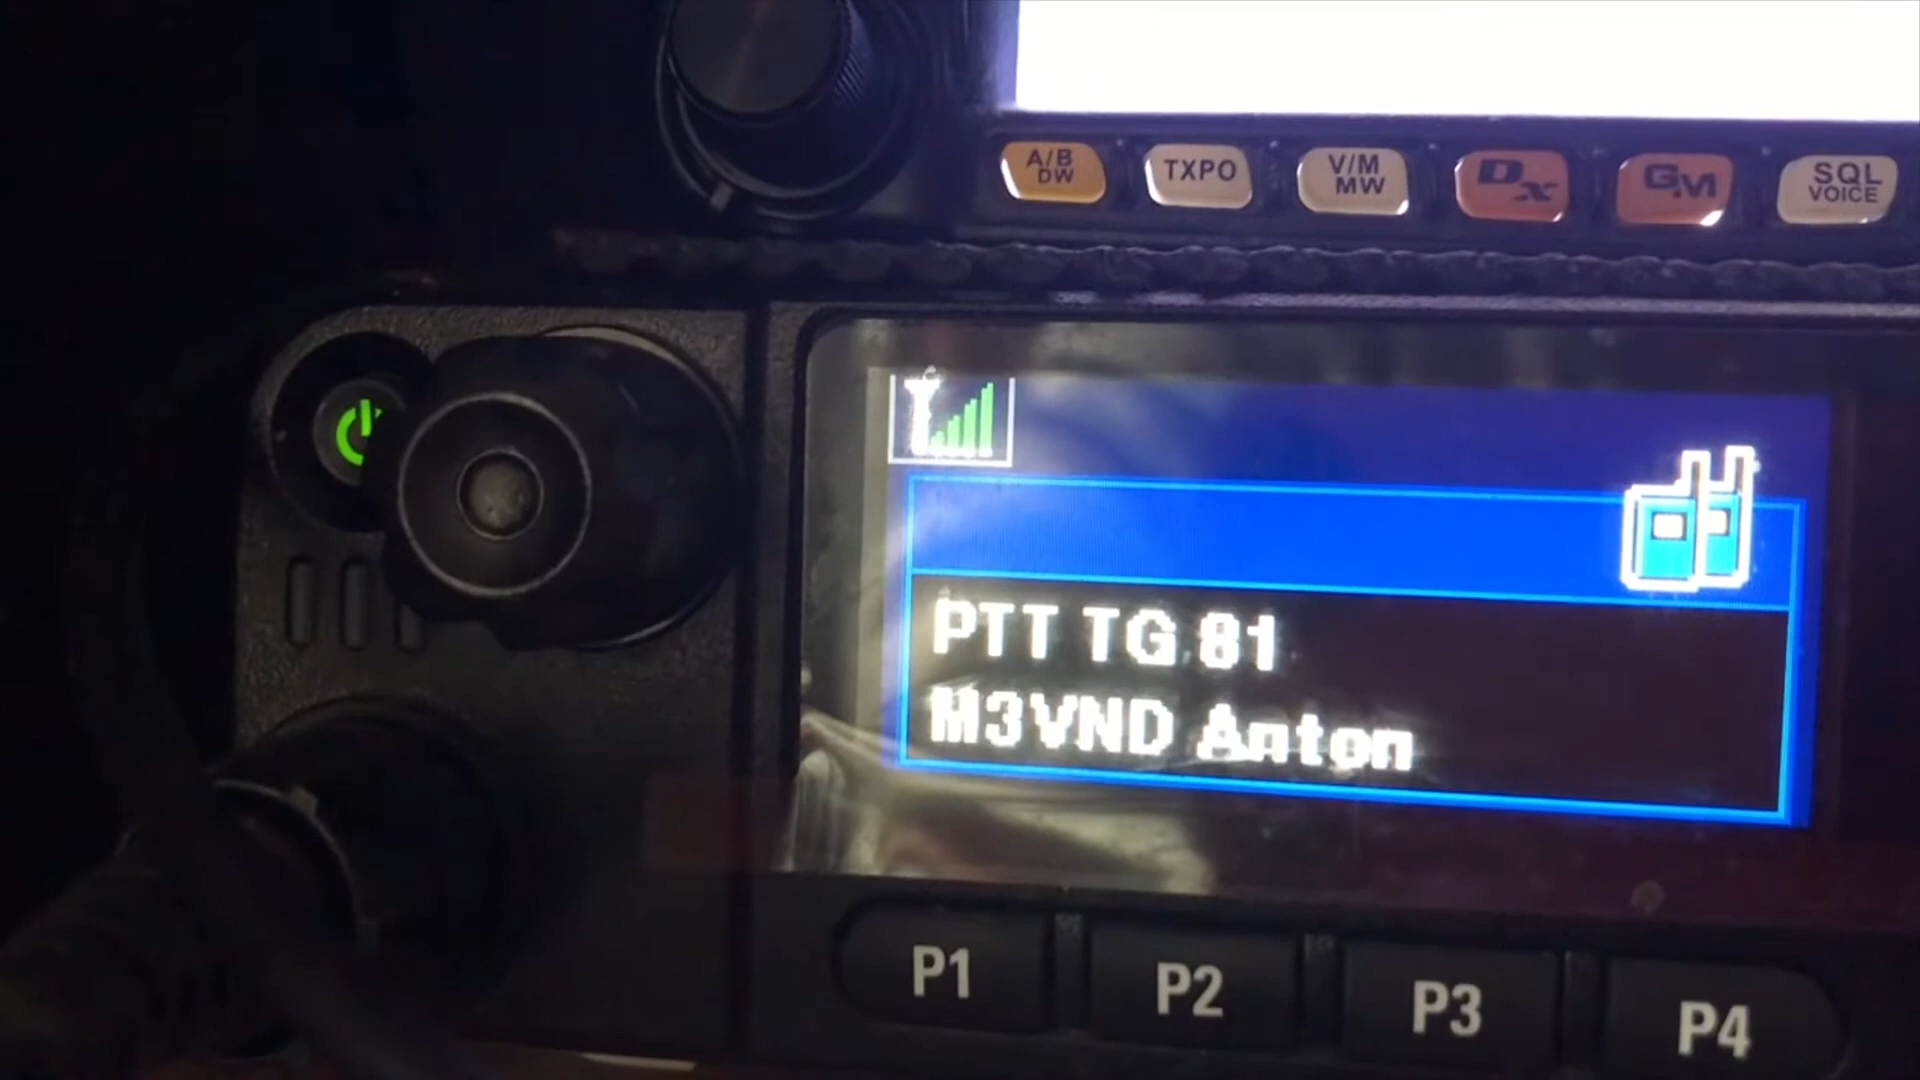 A/B
DW
TXPO
V/M
MW
Dx
GM
SQL
VOICE
PTT TG 81
M3VND Anton
P1
P2
P3
P4